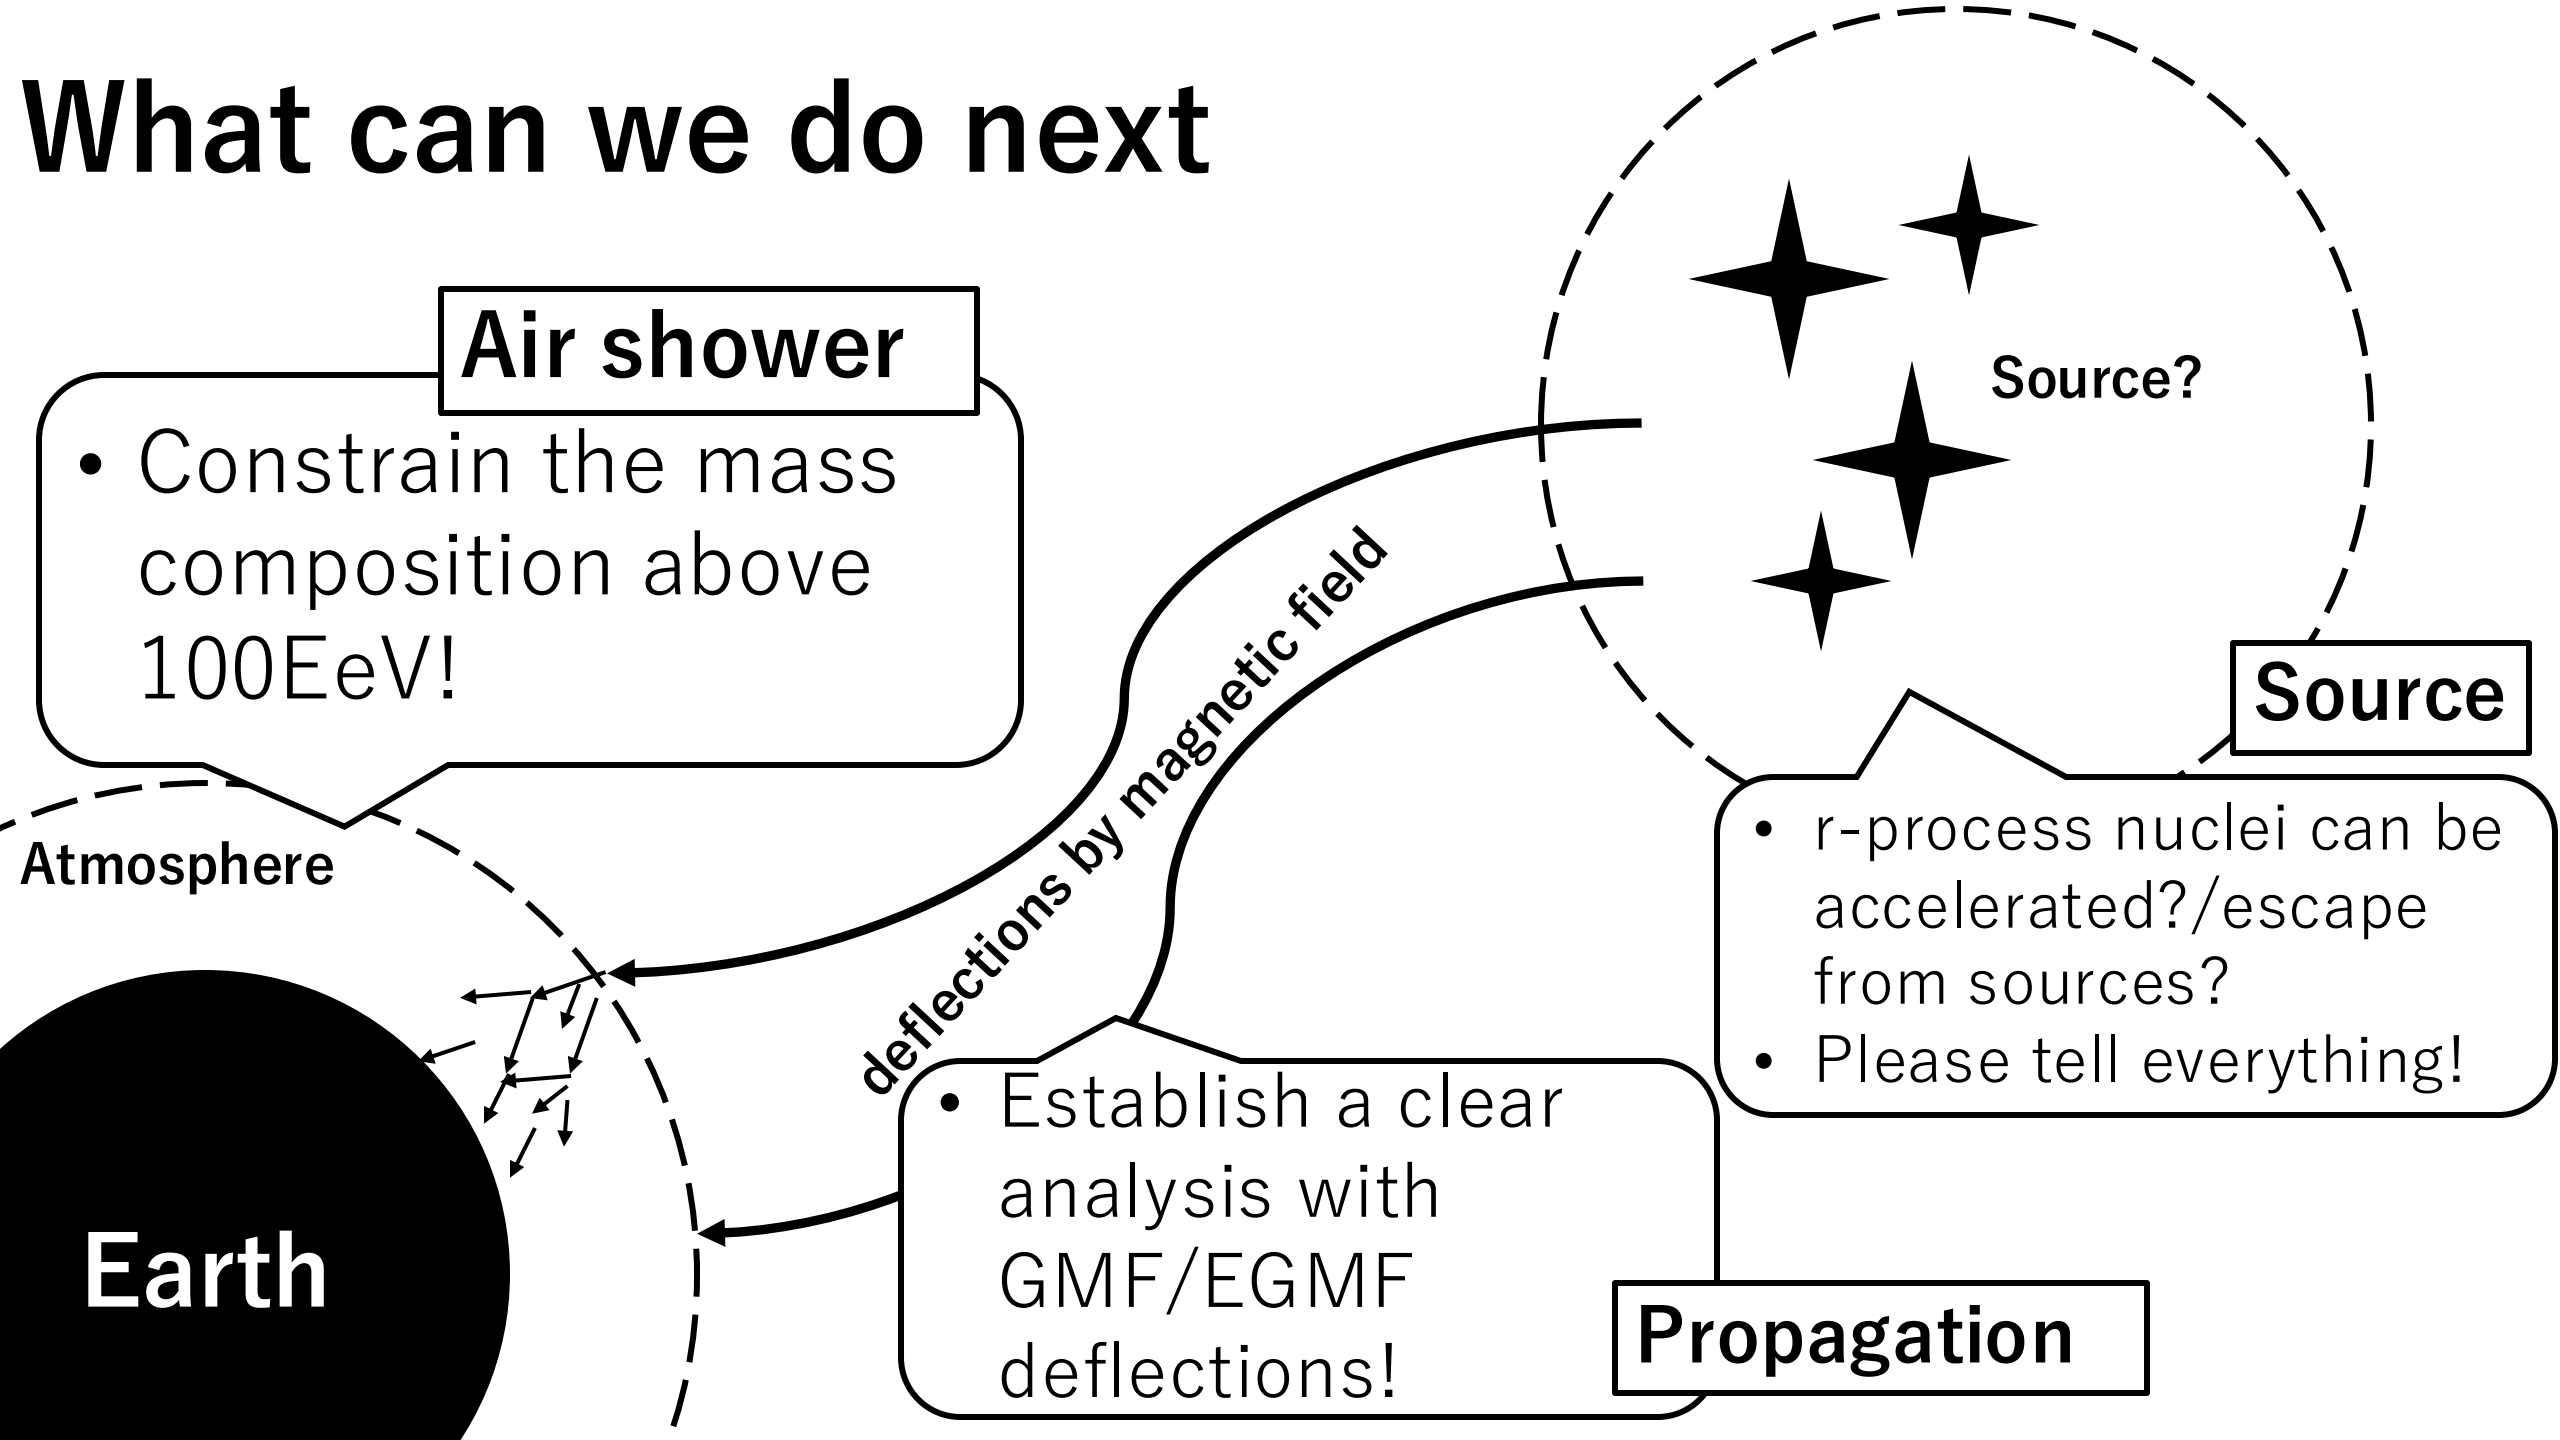 What can we do next
Air shower
• Constrain the mass
composition above
100EeV!
Source?
deflections by magnetic field
Source
• r-process nuclei can be
accelerated?/escape
from sources?
• Please tell everything!
Atmosphere
Earth
• Establish a clear
analysis with
GMF/EGMF
deflections!
Propagation